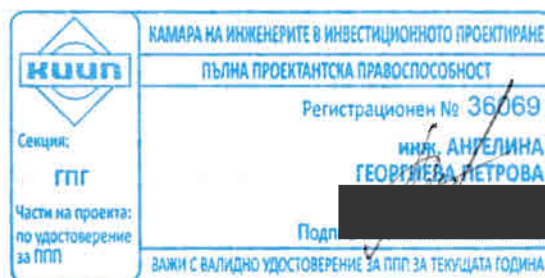 КАМАРА НА ИНЖЕНЕРИТЕ В ИНВЕСТИЦИОННОТО ПРОЕКТИРАНЕ
КИИП
ПЪЛНА ПРОЕКТАНТСКА ПРАВОСПОСОБНОСТ
Регистрационен № 36069
Секция:
инж. АНГЕЛИНА
ГЕОРГИЕВА ПЕТРОВА
ГПГ
Части на проекта:
по удостоверение
за ППП
ВАЖИ С ВАЛИДНО УДОСТОВЕРЕНИЕ ЗА ППП ЗА ТЕКУЩАТА ГОДИНА